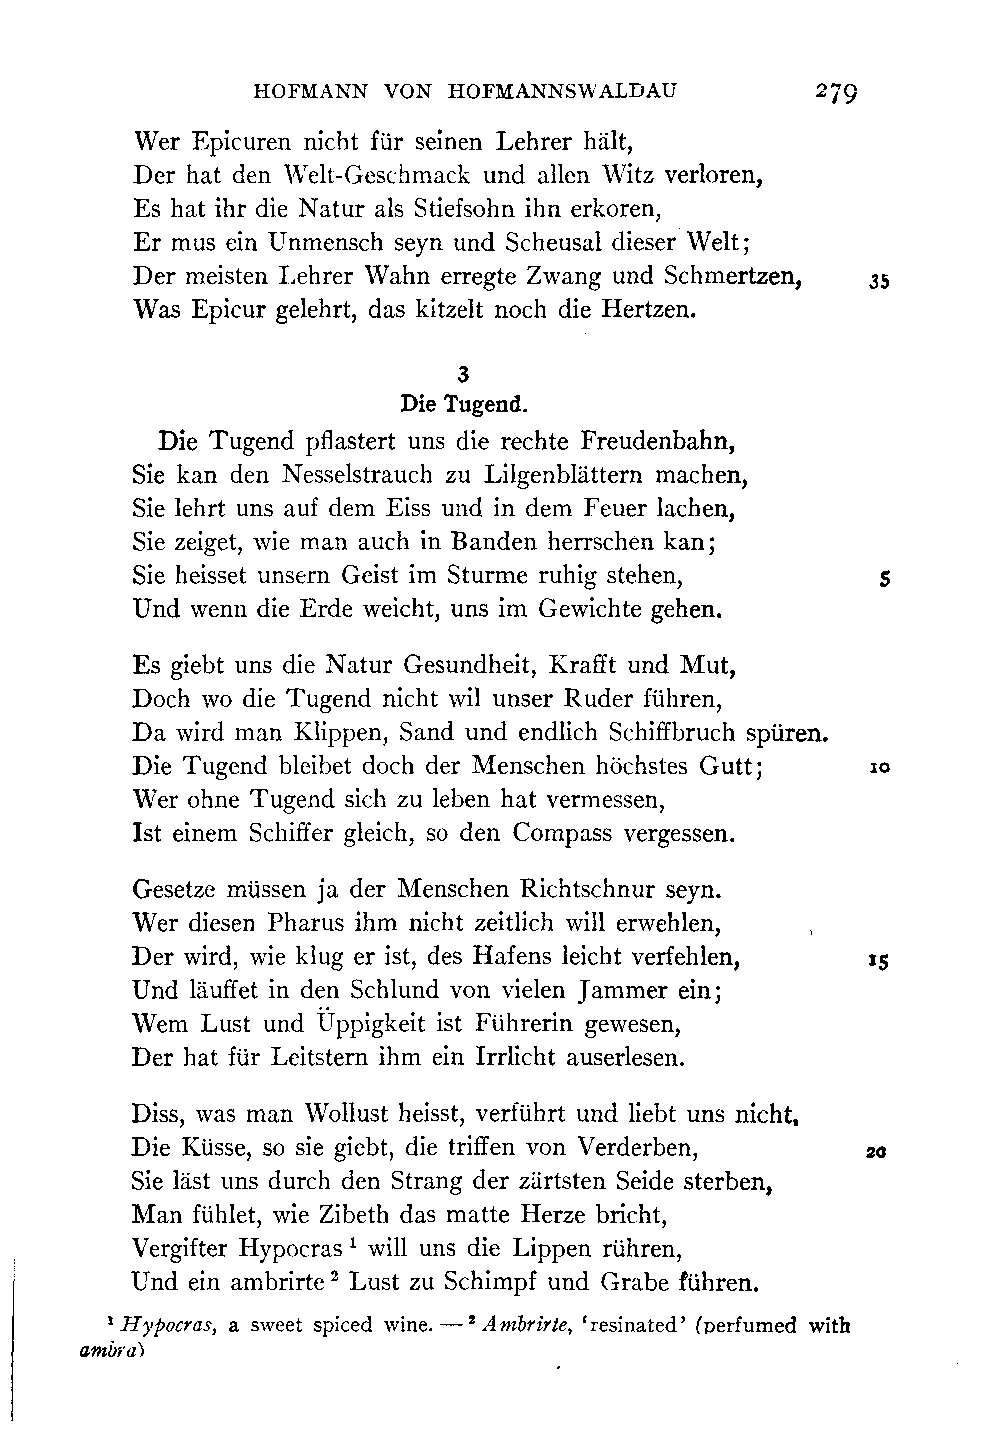 HOFMANN VON HOFMANNSWALDAU 279
Wer Epicuren nicht für seinen Lehrer hält,
Der hat den Welt-Geschmack und allen Witz verloren,
Es hat ihr die Natur als Stiefsohn ihn erkoren,
Er mus ein Unmensch seyn und Scheusal dieser Welt;
Der meisten Lehrer Wahn erregte Zwang und Schmertzen, 35
Was Epicur gelehrt, das kitzelt noch die Hertzen.
3
Die Tugend.
Die Tugend pflastert uns die rechte Freudenbahn,
Sie kan den Nesselstrauch zu Lilgenblättern machen,
Sie lehrt uns auf dem Eiss und in dem Feuer lachen,
Sie zeiget, wie man auch in Banden herrschen kan;
Sie heisset unsern Geist im Sturme ruhig stehen, 5
Und wenn die Erde weicht, uns im Gewichte gehen.
Es giebt uns die Natur Gesundheit, Krafft und Mut,
Doch wo die Tugend nicht wil unser Ruder führen,
Da wird man Klippen, Sand und endlich Schiffbruch spüren.
Die Tugend bleibet doch der Menschen höchstes Gutt; 10
Wer ohne Tugend sich zu leben hat vermessen,
Ist einem Schiffer gleich, so den Compass vergessen.
Gesetze müssen ja der Menschen Richtschnur seyn.
Wer diesen Pharus ihm nicht zeitlich will erwehlen,
Der wird, wie klug er ist, des Hafens leicht verfehlen, 15
Und läuffet in den Schlund von vielen Jammer ein;
Wem Lust und Üppigkeit ist Führerin gewesen,
Der hat für Leitstern ihm ein Irrlicht auserlesen.
Diss, was man Wollust heisst, verführt und liebt uns nicht,
Die Küsse, so sie giebt, die triffen von Verderben, 20
Sie läst uns durch den Strang der zärtsten Seide sterben,
Man fühlet, wie Zibeth das matte Herze bricht,
Vergifter Hypocras ¹ will uns die Lippen rühren,
Und ein ambrirte ² Lust zu Schimpf und Grabe führen.
¹ Hypocras, a sweet spiced wine. — ² Ambrirte, ‘resinated’ (perfumed with
ambra)